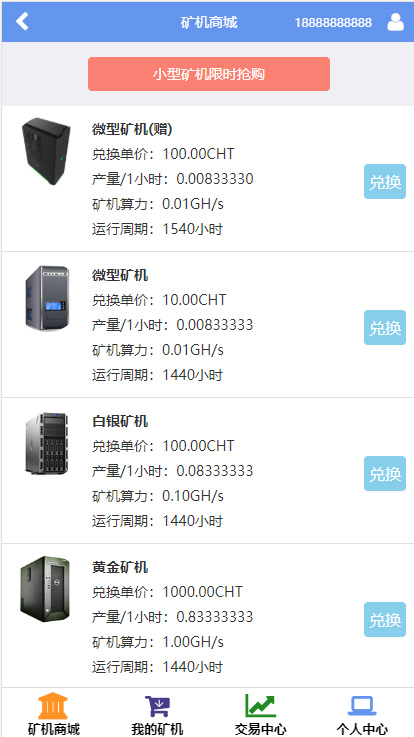 矿机商城 18888888888
小型矿机限时抢购
微型矿机(赠)
兑换单价：100.00CHT
产量/1小时：0.00833330
矿机算力：0.01GH/s
运行周期：1540小时
兑换
微型矿机
兑换单价：10.00CHT
产量/1小时：0.00833333
矿机算力：0.01GH/s
运行周期：1440小时
兑换
白银矿机
兑换单价：100.00CHT
产量/1小时：0.08333333
矿机算力：0.10GH/s
运行周期：1440小时
兑换
黄金矿机
兑换单价：1000.00CHT
产量/1小时：0.83333333
矿机算力：1.00GH/s
运行周期：1440小时
兑换
矿机商城 我的矿机 交易中心 个人中心